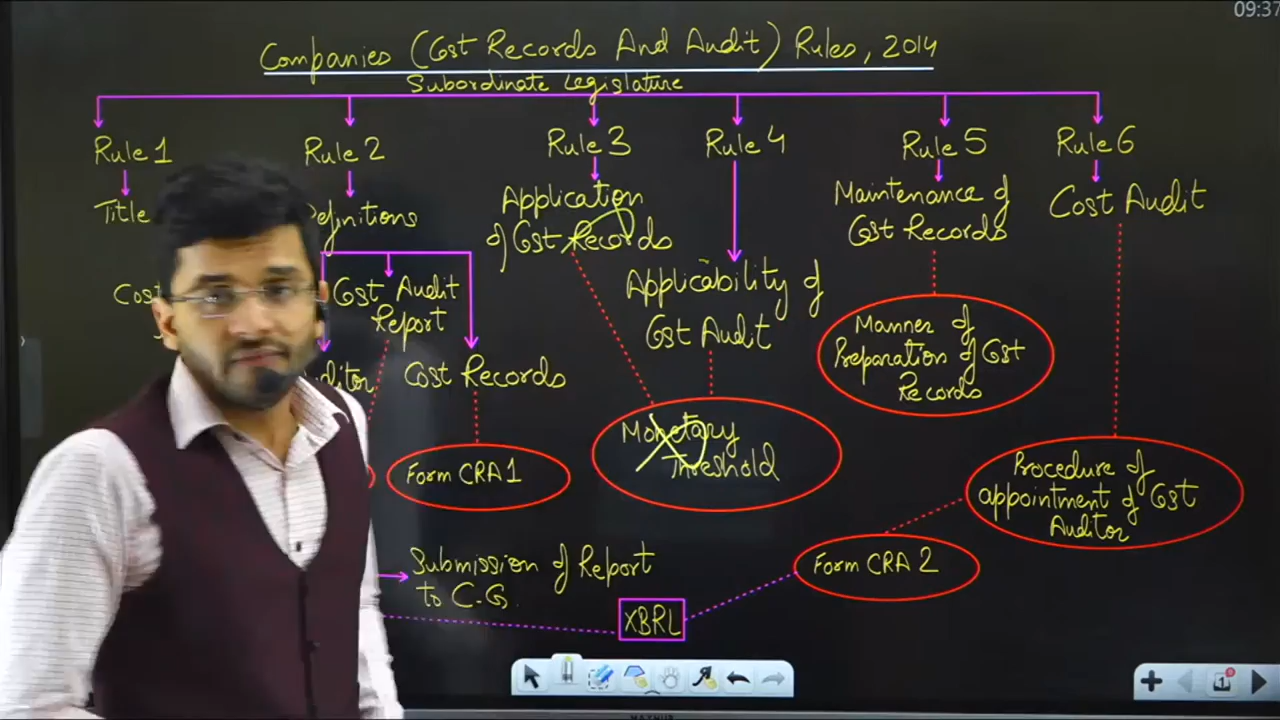 09:37
Companies (Cost Records And Audit) Rules, 2014
Subordinate Legislature
Rule 1
Rule 2
Rule 3
Rule 4
Rule 5
Rule 6
Title
Definitions
Application
of Cost Records
Applicability of
Cost Audit
Maintenance of
Cost Records
Cost Audit
Cost
Cost Audit
Report
Cost Records
Form CRA 1
Monetary
Threshold
Manner of
Preparation of Cost
Records
Procedure of
appointment of Cost
Auditor
Form CRA 2
Submission of Report
to C.G.
XBRL